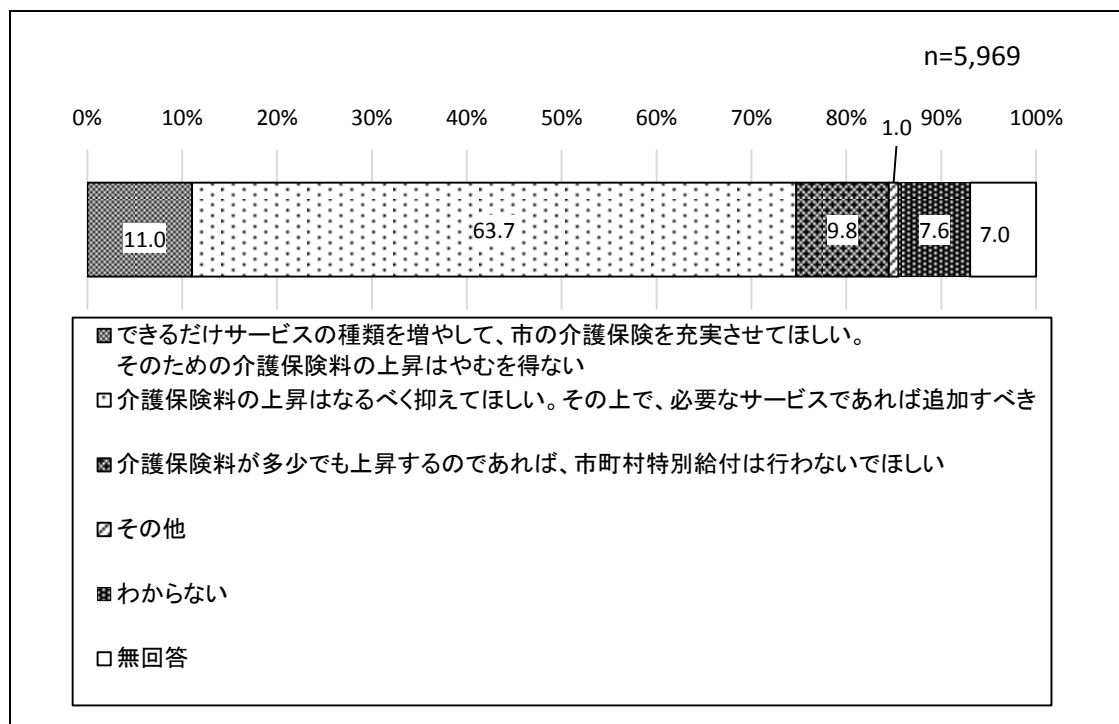 n=5,969
0% 10% 20% 30% 40% 50% 60% 70% 80% 90% 100%
1.0
11.0 63.7 9.8 7.6 7.0
できるだけサービスの種類を増やして、市の介護保険を充実させてほしい。
そのための介護保険料の上昇はやむを得ない
介護保険料の上昇はなるべく抑えてほしい。その上で、必要なサービスであれば追加すべき
介護保険料が多少でも上昇するのであれば、市町村特別給付は行わないでほしい
その他
わからない
無回答